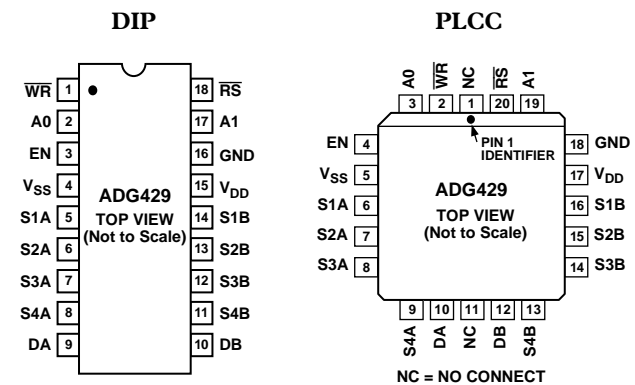 DIP
WR 1 18 RS
A0 2 17 A1
EN 3 16 GND
VSS 4 15 VDD
S1A 5 14 S1B
S2A 6 13 S2B
S3A 7 12 S3B
S4A 8 11 S4B
DA 9 10 DB
ADG429
TOP VIEW
(Not to Scale)
PLCC
A0 WR NC RS A1
3 2 1 20 19
PIN 1
IDENTIFIER
EN 4 18 GND
VSS 5 17 VDD
S1A 6 16 S1B
S2A 7 15 S2B
S3A 8 14 S3B
ADG429
TOP VIEW
(Not to Scale)
9 10 11 12 13
S4A DA NC DB S4B
NC = NO CONNECT